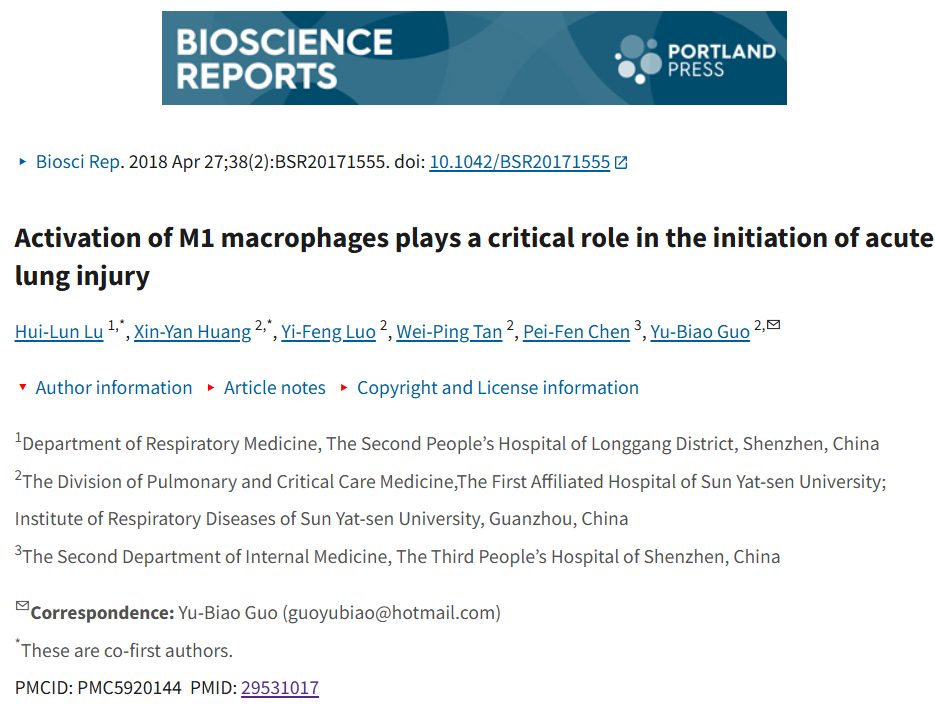 BIOSCIENCE
REPORTS
PORTLAND
PRESS
Biosci Rep. 2018 Apr 27;38(2):BSR20171555. doi: 10.1042/BSR20171555
Activation of M1 macrophages plays a critical role in the initiation of acute
lung injury
Hui-Lun Lu 1,*, Xin-Yan Huang 2,*, Yi-Feng Luo 2, Wei-Ping Tan 2, Pei-Fen Chen 3, Yu-Biao Guo 2,✉
Author information Article notes Copyright and License information
1Department of Respiratory Medicine, The Second People’s Hospital of Longgang District, Shenzhen, China
2The Division of Pulmonary and Critical Care Medicine,The First Affiliated Hospital of Sun Yat-sen University;
Institute of Respiratory Diseases of Sun Yat-sen University, Guanzhou, China
3The Second Department of Internal Medicine, The Third People’s Hospital of Shenzhen, China
✉Correspondence: Yu-Biao Guo (guoyubiao@hotmail.com)
*These are co-first authors.
PMCID: PMC5920144 PMID: 29531017